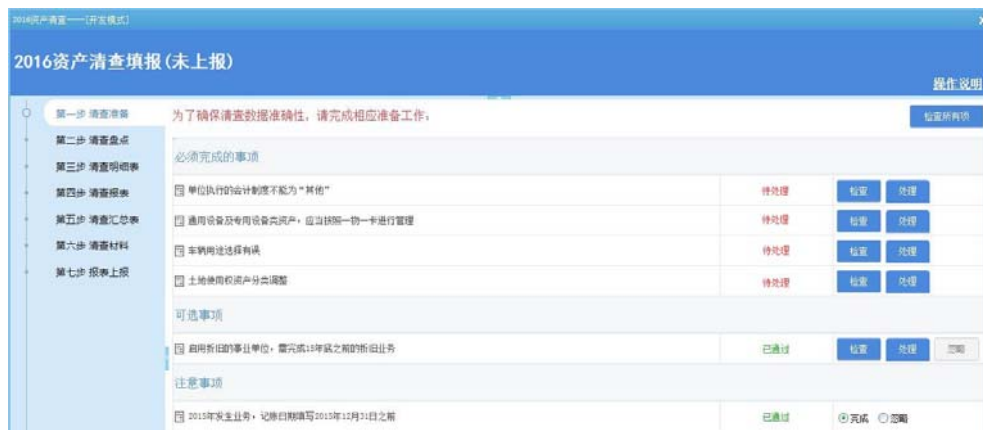 2016资产清查——[开发模式]
2016资产清查填报(未上报)
操作说明
第一步 清查准备
第二步 清查盘点
第三步 清查明细表
第四步 清查报表
第五步 清查汇总表
第六步 清查材料
第七步 报表上报
为了确保清查数据准确性，请完成相应准备工作： 检查所有项
必须完成的事项
单位执行的会计制度不能为“其他” 待处理 检查 处理
通用设备及专用设备类资产，应当按照一物一卡进行管理 待处理 检查 处理
车辆用途选择有误 待处理 检查 处理
土地使用权资产分类调整 待处理 检查 处理
可选事项
启用折旧的事业单位，需完成15年底之前的折旧业务 已通过 检查 处理 忽略
注意事项
2015年发生业务，记账日期填写2015年12月31日之前 已通过 完成 忽略